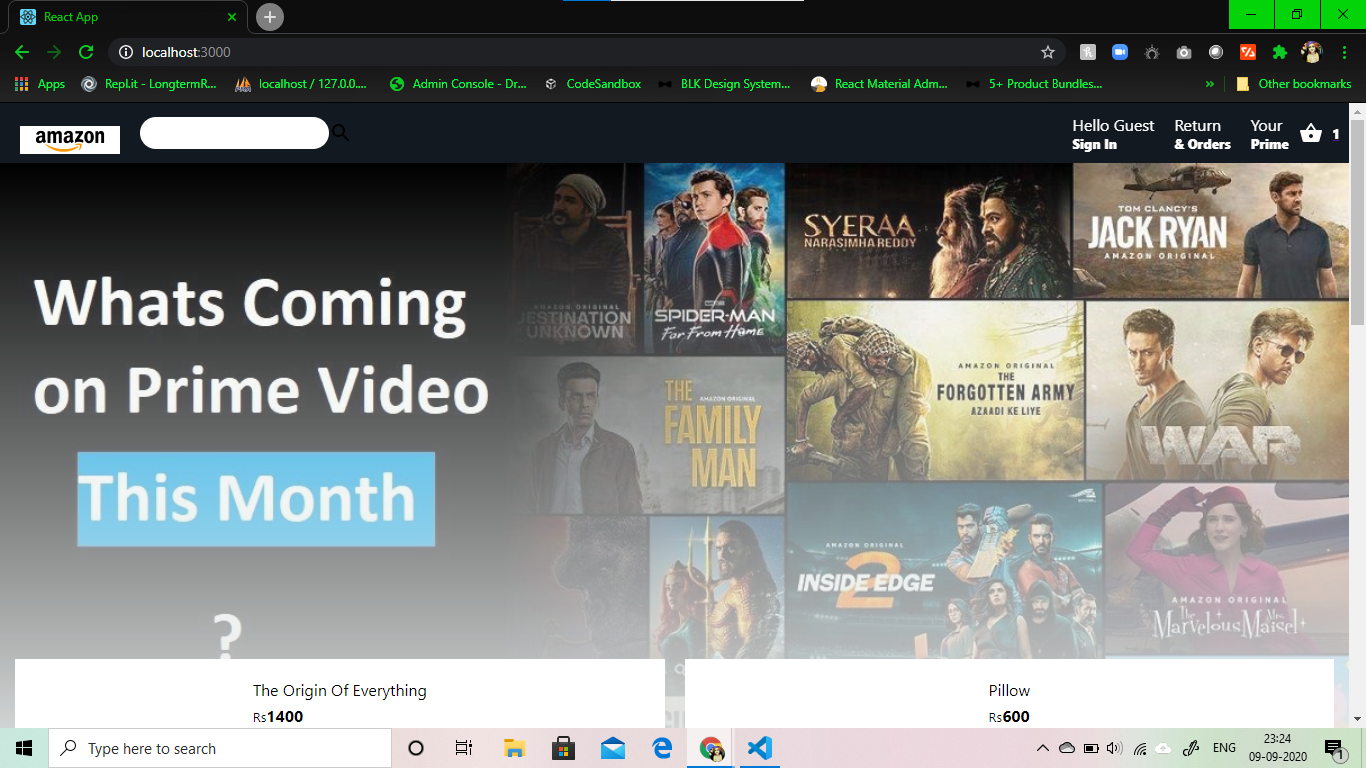 React App
localhost:3000
Apps
Repl.it - LongtermR...
localhost / 127.0.0....
Admin Console - Dr...
CodeSandbox
BLK Design System...
React Material Adm...
5+ Product Bundles...
»
Other bookmarks
amazon
Hello Guest
Sign In
Return
& Orders
Your
Prime
1
Whats Coming
on Prime Video
This Month
?
AMAZON ORIGINAL
DESTINATION
UNKNOWN
SPIDER-MAN
Far From Home
SYERAA
NARASIMHA REDDY
TOM CLANCY'S
JACK RYAN
AMAZON ORIGINAL
THE
AMAZON ORIGINAL
FAMILY
MAN
AMAZON ORIGINAL
THE
FORGOTTEN ARMY
AZAADI KE LIYE
WAR
AMAZON ORIGINAL
INSIDE EDGE
2
AMAZON ORIGINAL
The Marvelous Mrs. Maisel
The Origin Of Everything
Rs1400
Pillow
Rs600
Type here to search
ENG
23:24
09-09-2020
1